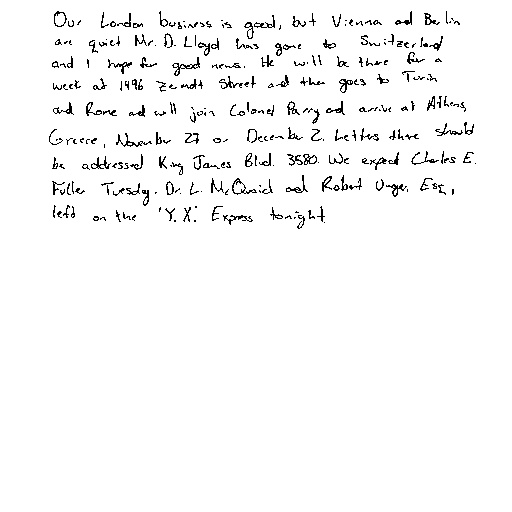 Our London business is good, but Vienna and Berlin
are quiet Mr. D. Lloyd has gone to Switzerland
and I hope for good news. He will be there for a
week at 1496 Zermott Street and then goes to Turin
and Rome and will join Colonel Parry and arrive at Athens,
Greece, November 27 or December 2. Letters there should
be addressed King James Blvd. 3580. We expect Charles E.
Fuller Tuesday. Dr. L. McQuaid and Robert Unger, Esq.,
left on the 'Y.X.' Express tonight